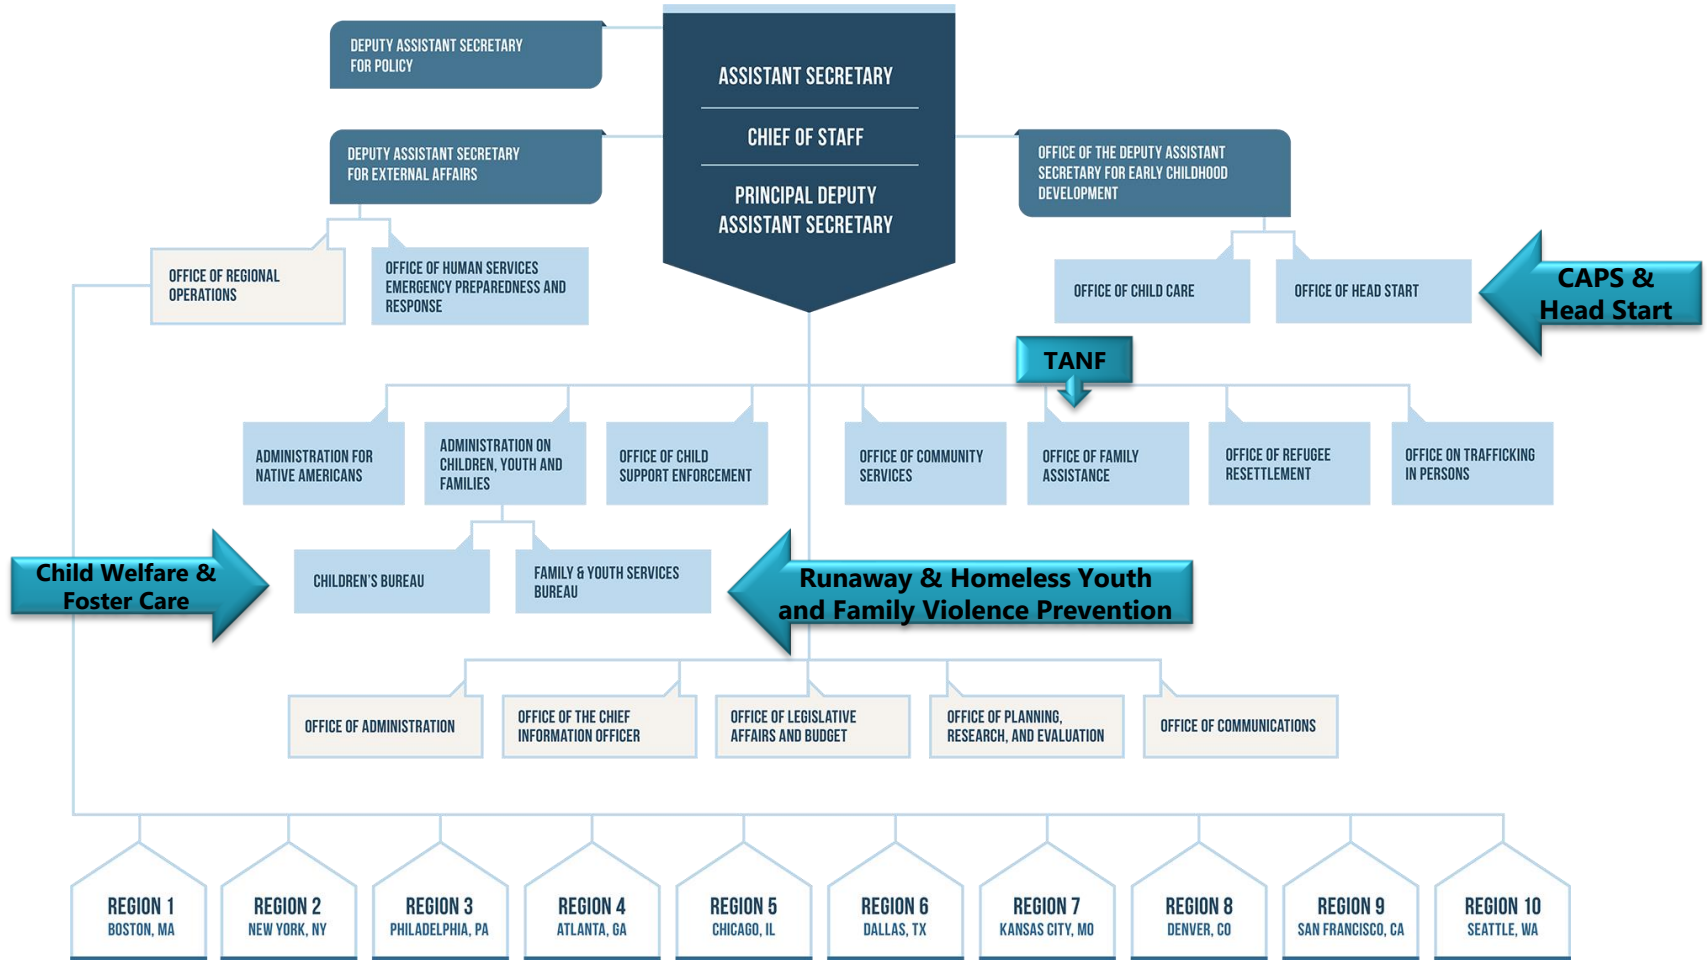 DEPUTY ASSISTANT SECRETARY
FOR POLICY
ASSISTANT SECRETARY
CHIEF OF STAFF
PRINCIPAL DEPUTY
ASSISTANT SECRETARY
DEPUTY ASSISTANT SECRETARY
FOR EXTERNAL AFFAIRS
OFFICE OF THE DEPUTY ASSISTANT
SECRETARY FOR EARLY CHILDHOOD
DEVELOPMENT
OFFICE OF REGIONAL
OPERATIONS
OFFICE OF HUMAN SERVICES
EMERGENCY PREPAREDNESS AND
RESPONSE
OFFICE OF CHILD CARE
OFFICE OF HEAD START
CAPS &
Head Start
TANF
ADMINISTRATION FOR
NATIVE AMERICANS
ADMINISTRATION ON
CHILDREN, YOUTH AND
FAMILIES
OFFICE OF CHILD
SUPPORT ENFORCEMENT
OFFICE OF COMMUNITY
SERVICES
OFFICE OF FAMILY
ASSISTANCE
OFFICE OF REFUGEE
RESETTLEMENT
OFFICE ON TRAFFICKING
IN PERSONS
Child Welfare &
Foster Care
CHILDREN'S BUREAU
FAMILY & YOUTH SERVICES
BUREAU
Runaway & Homeless Youth
and Family Violence Prevention
OFFICE OF ADMINISTRATION
OFFICE OF THE CHIEF
INFORMATION OFFICER
OFFICE OF LEGISLATIVE
AFFAIRS AND BUDGET
OFFICE OF PLANNING,
RESEARCH, AND EVALUATION
OFFICE OF COMMUNICATIONS
REGION 1
BOSTON, MA
REGION 2
NEW YORK, NY
REGION 3
PHILADELPHIA, PA
REGION 4
ATLANTA, GA
REGION 5
CHICAGO, IL
REGION 6
DALLAS, TX
REGION 7
KANSAS CITY, MO
REGION 8
DENVER, CO
REGION 9
SAN FRANCISCO, CA
REGION 10
SEATTLE, WA